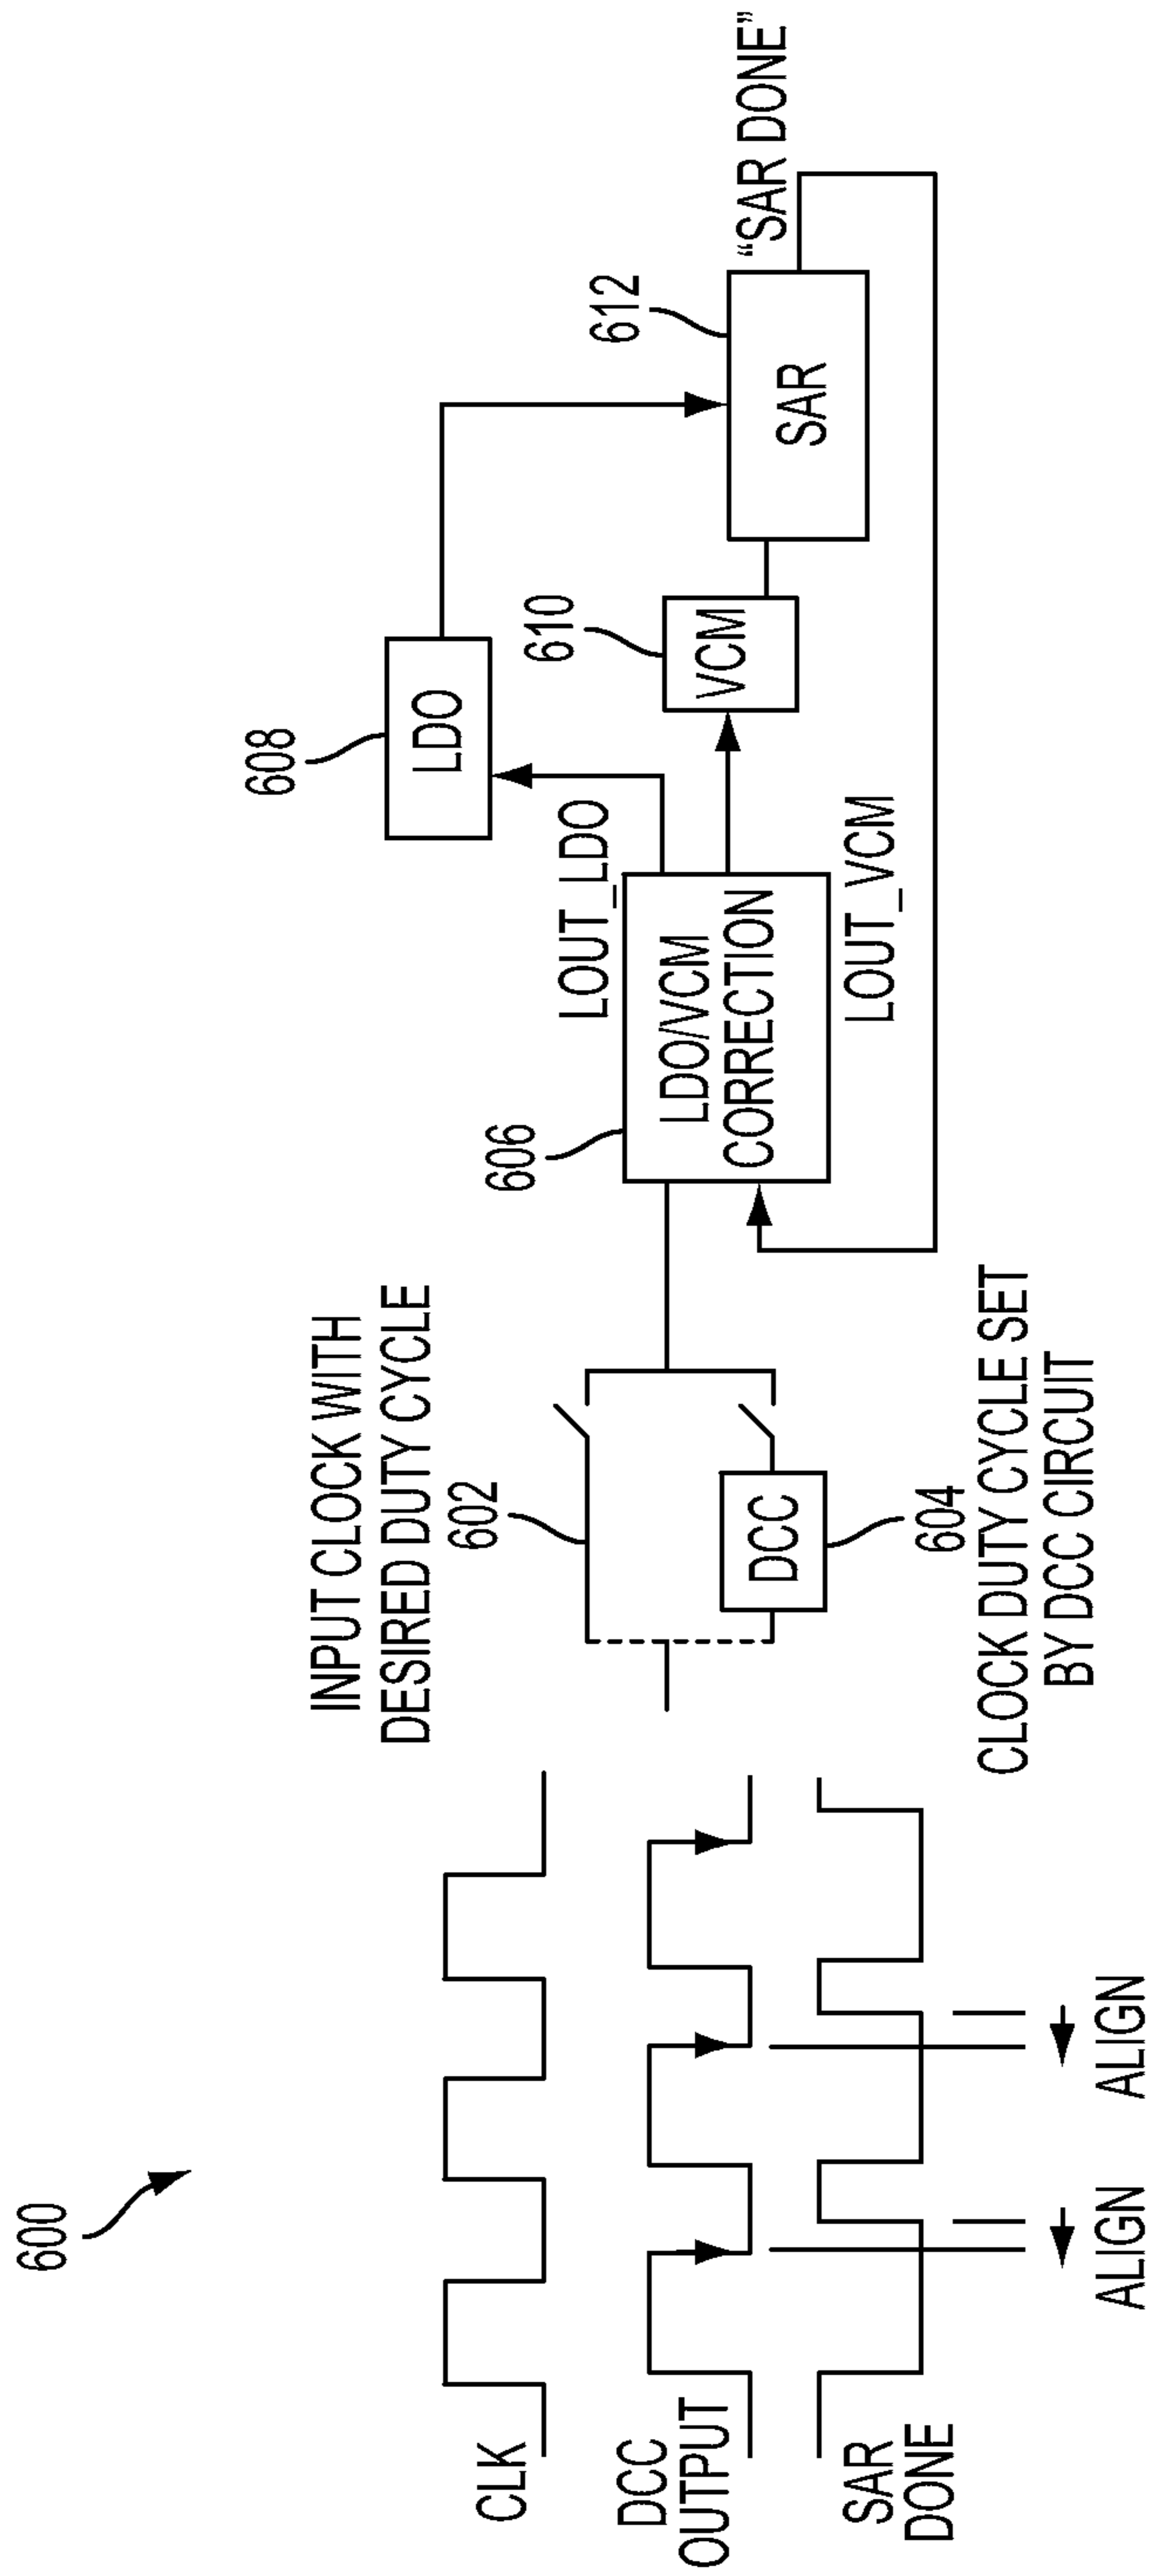 600
CLK
DCC
OUTPUT
SAR
DONE
ALIGN
ALIGN
INPUT CLOCK WITH
DESIRED DUTY CYCLE
602
DCC
604
CLOCK DUTY CYCLE SET
BY DCC CIRCUIT
606
LDO/VCM
CORRECTION
LOUT_LDO
LOUT_VCM
608
LDO
610
VCM
612
SAR
“SAR DONE”